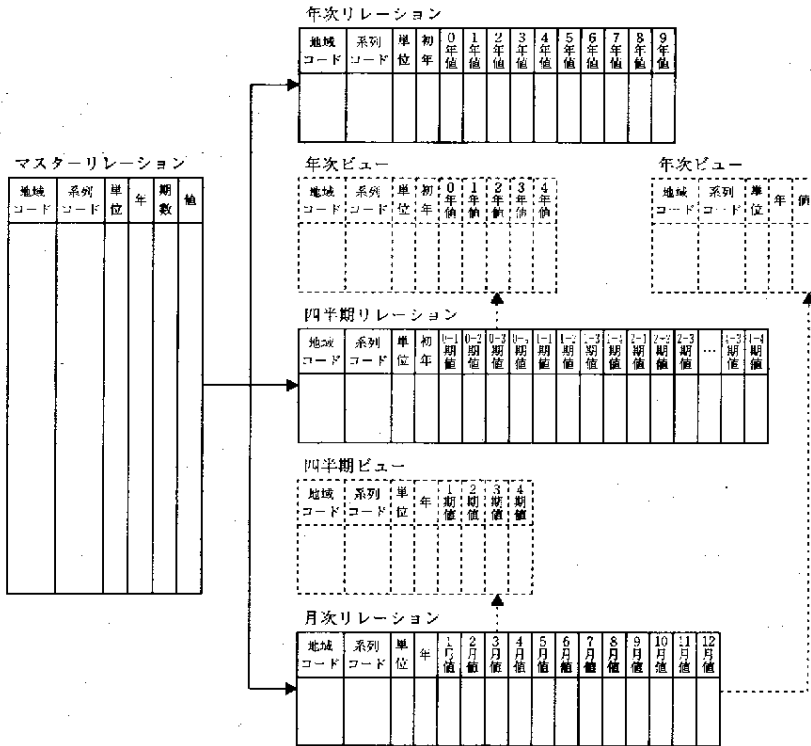 年次リレーション
地域コード 系列コード 単位 初年 0年値 1年値 2年値 3年値 4年値 5年値 6年値 7年値 8年値 9年値
マスターリレーション
地域コード 系列コード 単位 年 期数 値
年次ビュー
地域コード 系列コード 単位 初年 0年値 1年値 2年値 3年値 4年値
年次ビュー
地域コード 系列コード 単位 年 値
四半期リレーション
地域コード 系列コード 単位 初年 0-1期値 0-2期値 0-3期値 期値 1-1期値 1-2期値 1-3期値 1-4期値 2-1期値 2-2期値 2-3期値 … 4-3期値 4-4期値
四半期ビュー
地域コード 系列コード 単位 年 1期値 2期値 3期値 4期値
月次リレーション
地域コード 系列コード 単位 年 1月値 2月値 3月値 4月値 5月値 6月値 7月値 8月値 9月値 10月値 11月値 12月値